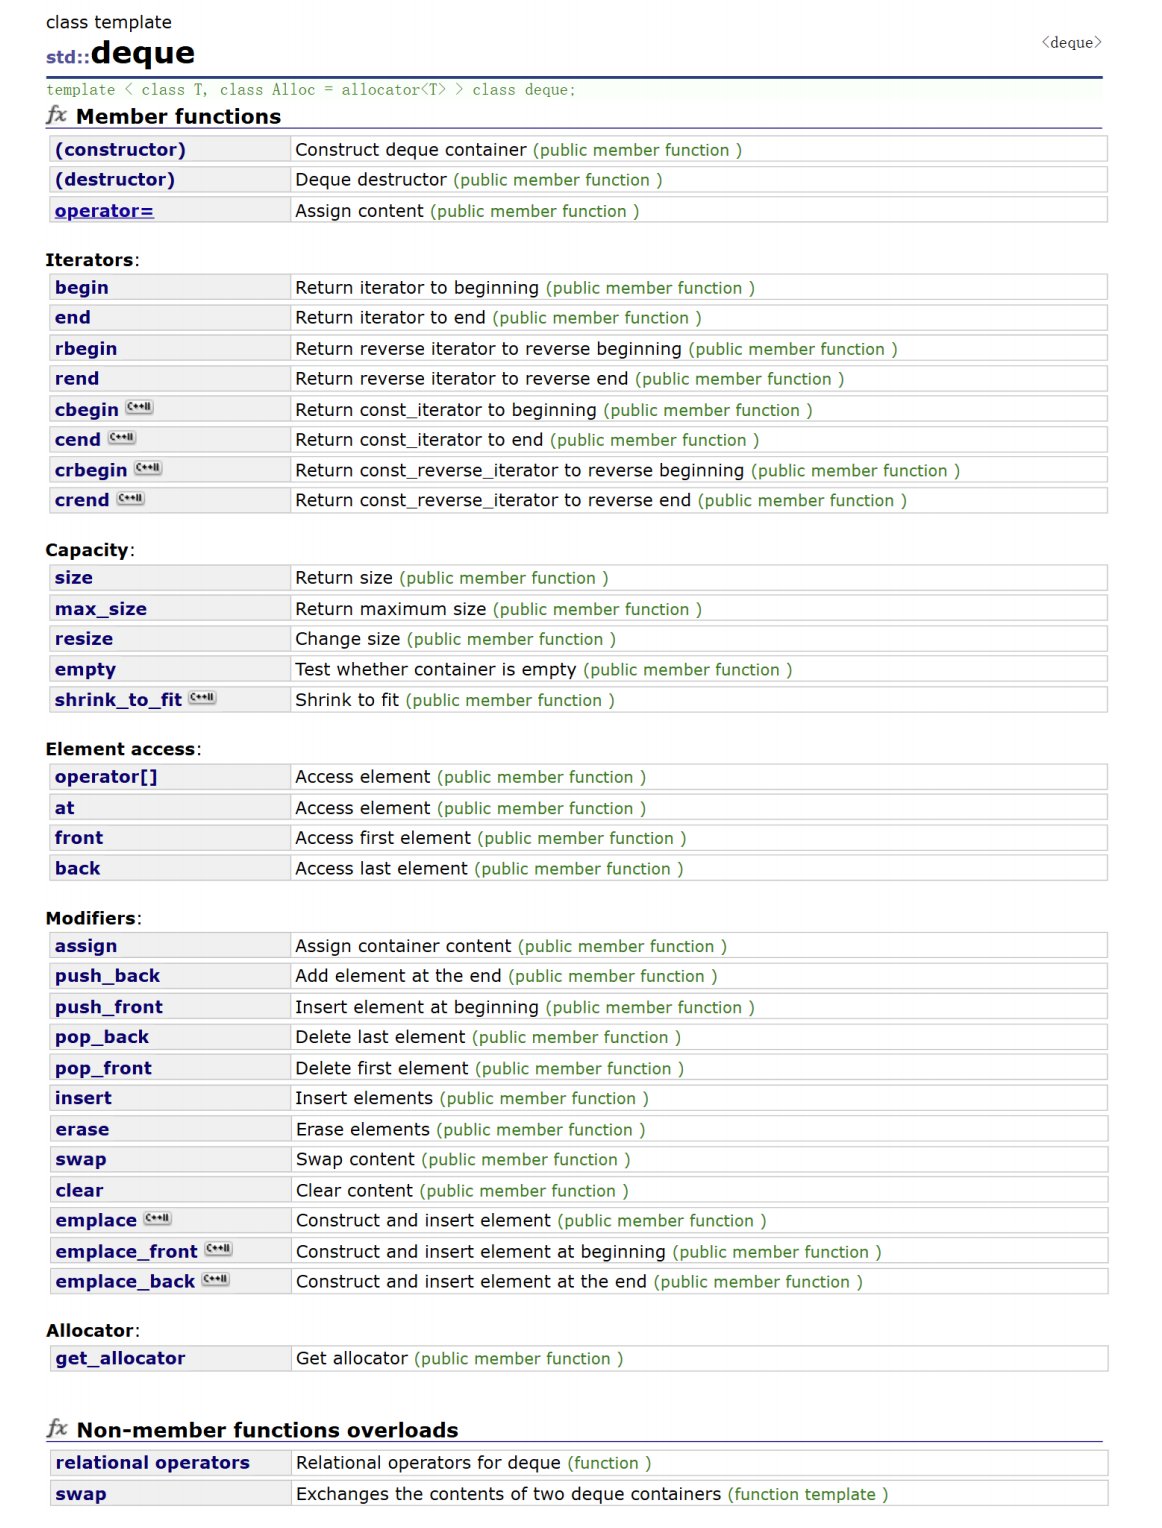 class template
<deque>
std::deque
template < class T, class Alloc = allocator<T> > class deque;
fx Member functions
(constructor) Construct deque container (public member function )
(destructor) Deque destructor (public member function )
operator= Assign content (public member function )
Iterators:
begin Return iterator to beginning (public member function )
end Return iterator to end (public member function )
rbegin Return reverse iterator to reverse beginning (public member function )
rend Return reverse iterator to reverse end (public member function )
cbegin C++11 Return const_iterator to beginning (public member function )
cend C++11 Return const_iterator to end (public member function )
crbegin C++11 Return const_reverse_iterator to reverse beginning (public member function )
crend C++11 Return const_reverse_iterator to reverse end (public member function )
Capacity:
size Return size (public member function )
max_size Return maximum size (public member function )
resize Change size (public member function )
empty Test whether container is empty (public member function )
shrink_to_fit C++11 Shrink to fit (public member function )
Element access:
operator[] Access element (public member function )
at Access element (public member function )
front Access first element (public member function )
back Access last element (public member function )
Modifiers:
assign Assign container content (public member function )
push_back Add element at the end (public member function )
push_front Insert element at beginning (public member function )
pop_back Delete last element (public member function )
pop_front Delete first element (public member function )
insert Insert elements (public member function )
erase Erase elements (public member function )
swap Swap content (public member function )
clear Clear content (public member function )
emplace C++11 Construct and insert element (public member function )
emplace_front C++11 Construct and insert element at beginning (public member function )
emplace_back C++11 Construct and insert element at the end (public member function )
Allocator:
get_allocator Get allocator (public member function )
fx Non-member functions overloads
relational operators Relational operators for deque (function )
swap Exchanges the contents of two deque containers (function template )